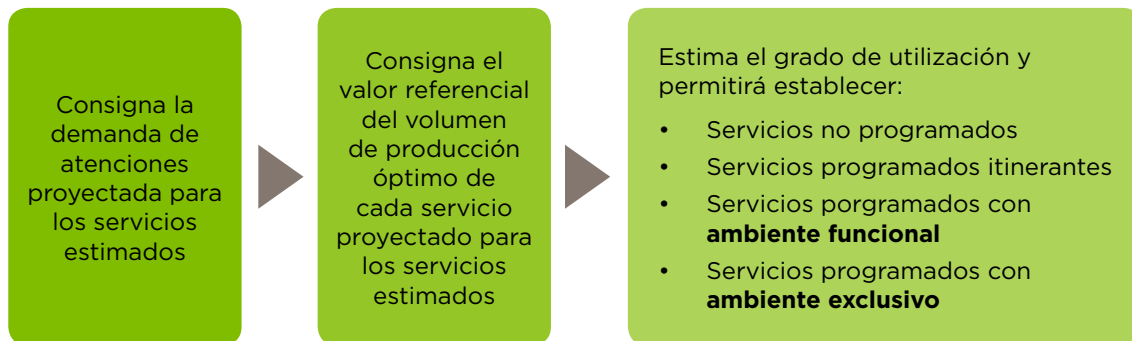 Consigna la
demanda de
atenciones
proyectada para
los servicios
estimados
Consigna el
valor referencial
del volumen
de producción
óptimo de
cada servicio
proyectado para
los servicios
estimados
Estima el grado de utilización y
permitirá establecer:
• Servicios no programados
• Servicios programados itinerantes
• Servicios porgramados con
ambiente funcional
• Servicios programados con
ambiente exclusivo